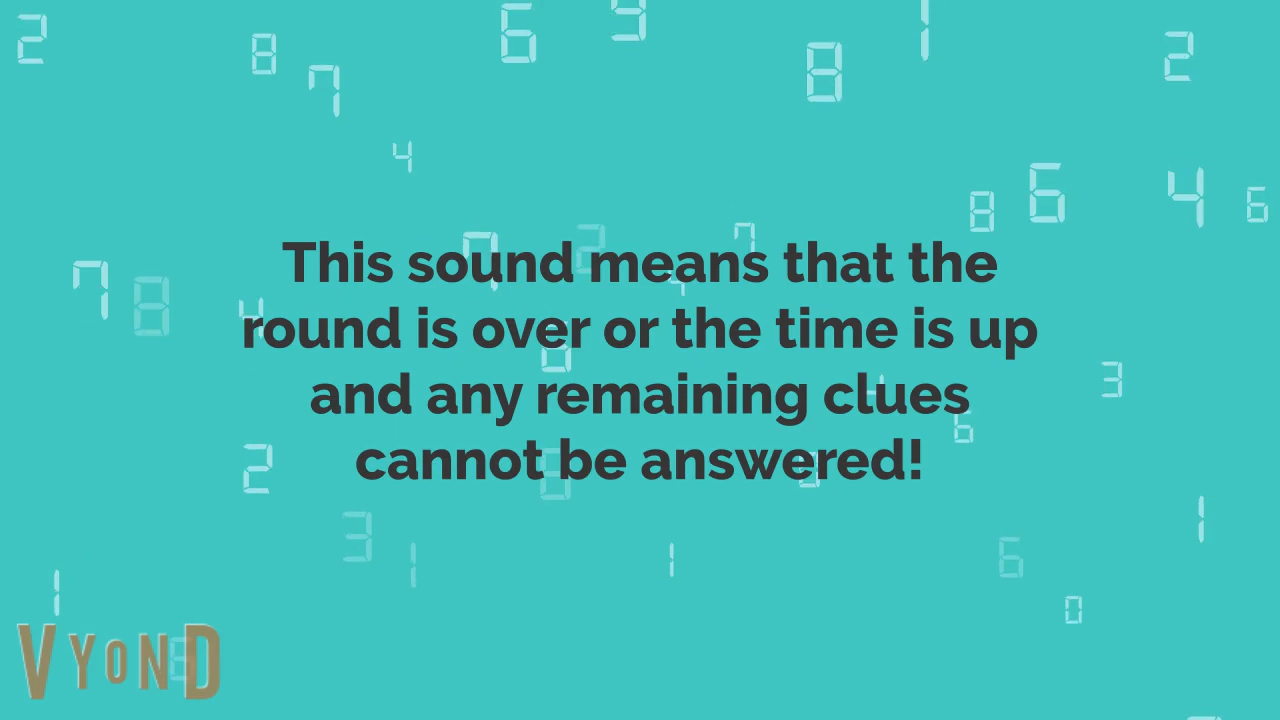 This sound means that the
round is over or the time is up
and any remaining clues
cannot be answered!
VYOND